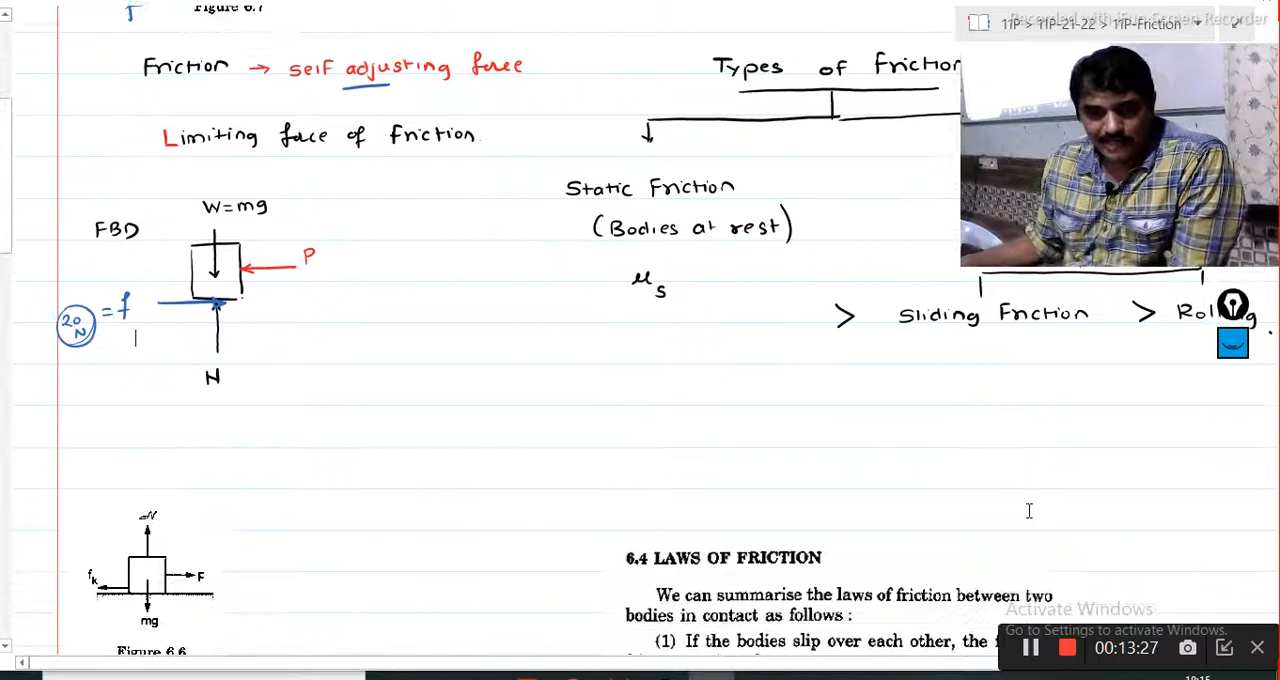 Figure 6.7
Recorded with iFun Screen Recorder
11P > 11P-21-22 > 11P-Friction
Friction → self adjusting force
Types of friction
Limiting force of friction.
Static Friction
(Bodies at rest)
μs
W=mg
FBD
P
20 N = f
N
> Sliding Friction > Rolling
N
fk
F
mg
Figure 6.6
6.4 LAWS OF FRICTION
We can summarise the laws of friction between two
bodies in contact as follows :
(1) If the bodies slip over each other, the
Activate Windows
Go to Settings to activate Windows.
00:13:27